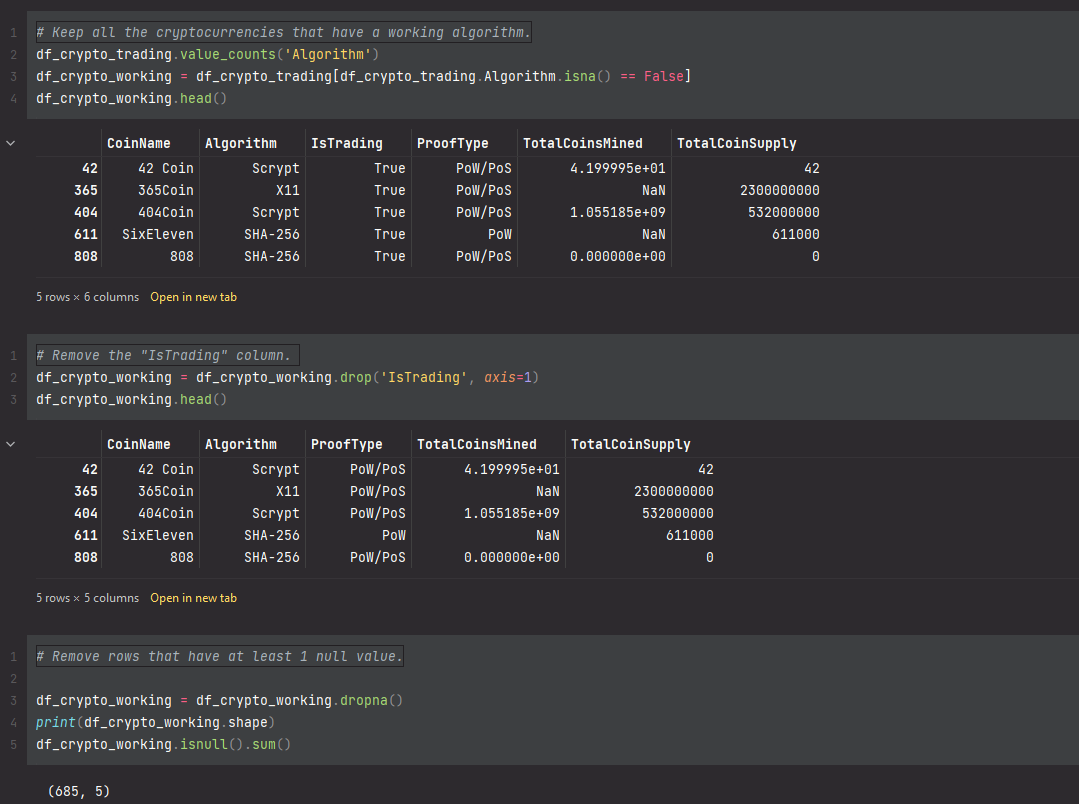 1 # Keep all the cryptocurrencies that have a working algorithm.
2 df_crypto_trading.value_counts('Algorithm')
3 df_crypto_working = df_crypto_trading[df_crypto_trading.Algorithm.isna() == False]
4 df_crypto_working.head()
CoinName Algorithm IsTrading ProofType TotalCoinsMined TotalCoinSupply
42 42 Coin Scrypt True PoW/PoS 4.199995e+01 42
365 365Coin X11 True PoW/PoS NaN 2300000000
404 404Coin Scrypt True PoW/PoS 1.055185e+09 532000000
611 SixEleven SHA-256 True PoW NaN 611000
808 808 SHA-256 True PoW/PoS 0.000000e+00 0
5 rows × 6 columns Open in new tab
1 # Remove the "IsTrading" column.
2 df_crypto_working = df_crypto_working.drop('IsTrading', axis=1)
3 df_crypto_working.head()
CoinName Algorithm ProofType TotalCoinsMined TotalCoinSupply
42 42 Coin Scrypt PoW/PoS 4.199995e+01 42
365 365Coin X11 PoW/PoS NaN 2300000000
404 404Coin Scrypt PoW/PoS 1.055185e+09 532000000
611 SixEleven SHA-256 PoW NaN 611000
808 808 SHA-256 PoW/PoS 0.000000e+00 0
5 rows × 5 columns Open in new tab
1 # Remove rows that have at least 1 null value.
2
3 df_crypto_working = df_crypto_working.dropna()
4 print(df_crypto_working.shape)
5 df_crypto_working.isnull().sum()
(685, 5)